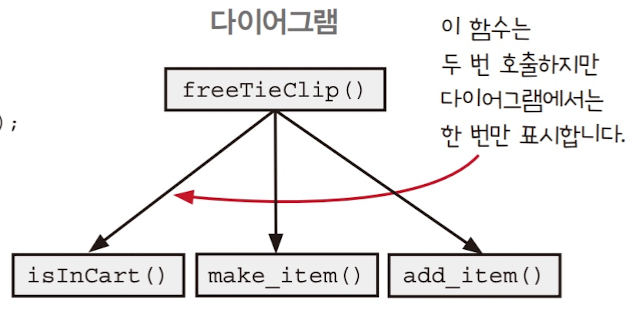 다이어그램
이 함수는
두 번 호출하지만
다이어그램에서는
한 번만 표시합니다.
freeTieClip()
);
isInCart()
make_item()
add_item()